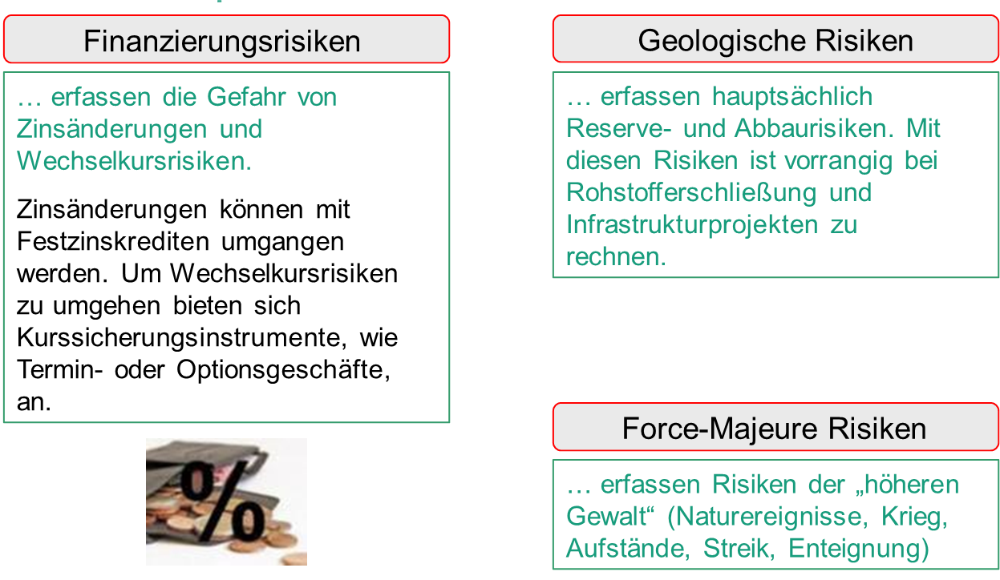 Finanzierungsrisiken
… erfassen die Gefahr von
Zinsänderungen und
Wechselkursrisiken.
Zinsänderungen können mit
Festzinskrediten umgangen
werden. Um Wechselkursrisiken
zu umgehen bieten sich
Kurssicherungsinstrumente, wie
Termin- oder Optionsgeschäfte,
an.
%
Geologische Risiken
… erfassen hauptsächlich
Reserve- und Abbaurisiken. Mit
diesen Risiken ist vorrangig bei
Rohstofferschließung und
Infrastrukturprojekten zu
rechnen.
Force-Majeure Risiken
… erfassen Risiken der „höheren
Gewalt“ (Naturereignisse, Krieg,
Aufstände, Streik, Enteignung)